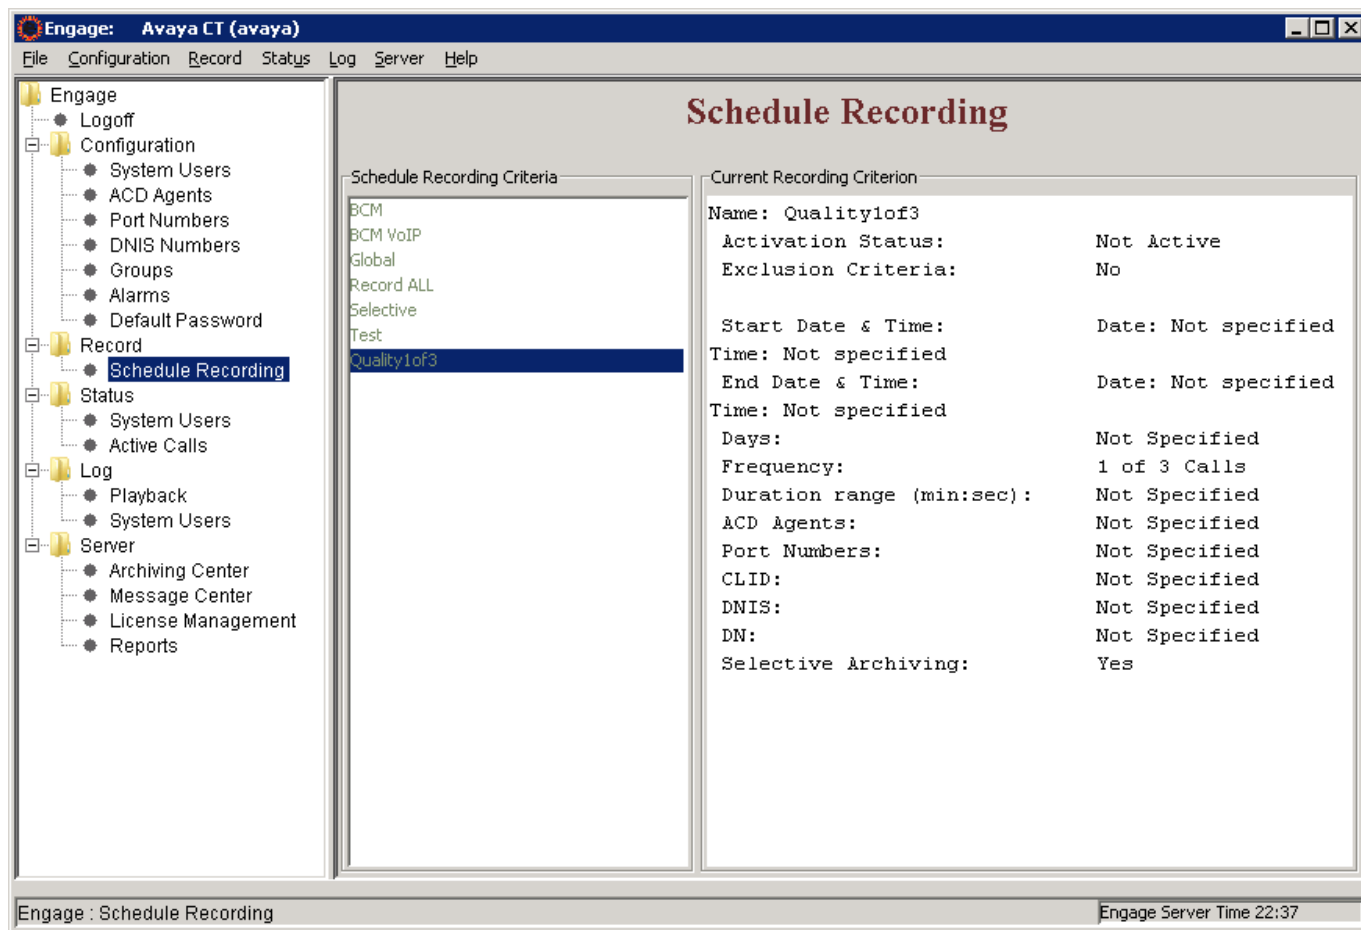 Engage: Avaya CT (avaya)
File Configuration Record Status Log Server Help
Engage
Logoff
Configuration
System Users
ACD Agents
Port Numbers
DNIS Numbers
Groups
Alarms
Default Password
Record
Schedule Recording
Status
System Users
Active Calls
Log
Playback
System Users
Server
Archiving Center
Message Center
License Management
Reports
Schedule Recording
Schedule Recording Criteria
BCM
BCM VoIP
Global
Record ALL
Selective
Test
Quality1of3
Current Recording Criterion
Name: Quality1of3
Activation Status: Not Active
Exclusion Criteria: No
Start Date & Time: Date: Not specified
Time: Not specified
End Date & Time: Date: Not specified
Time: Not specified
Days: Not Specified
Frequency: 1 of 3 Calls
Duration range (min:sec): Not Specified
ACD Agents: Not Specified
Port Numbers: Not Specified
CLID: Not Specified
DNIS: Not Specified
DN: Not Specified
Selective Archiving: Yes
Engage : Schedule Recording
Engage Server Time 22:37